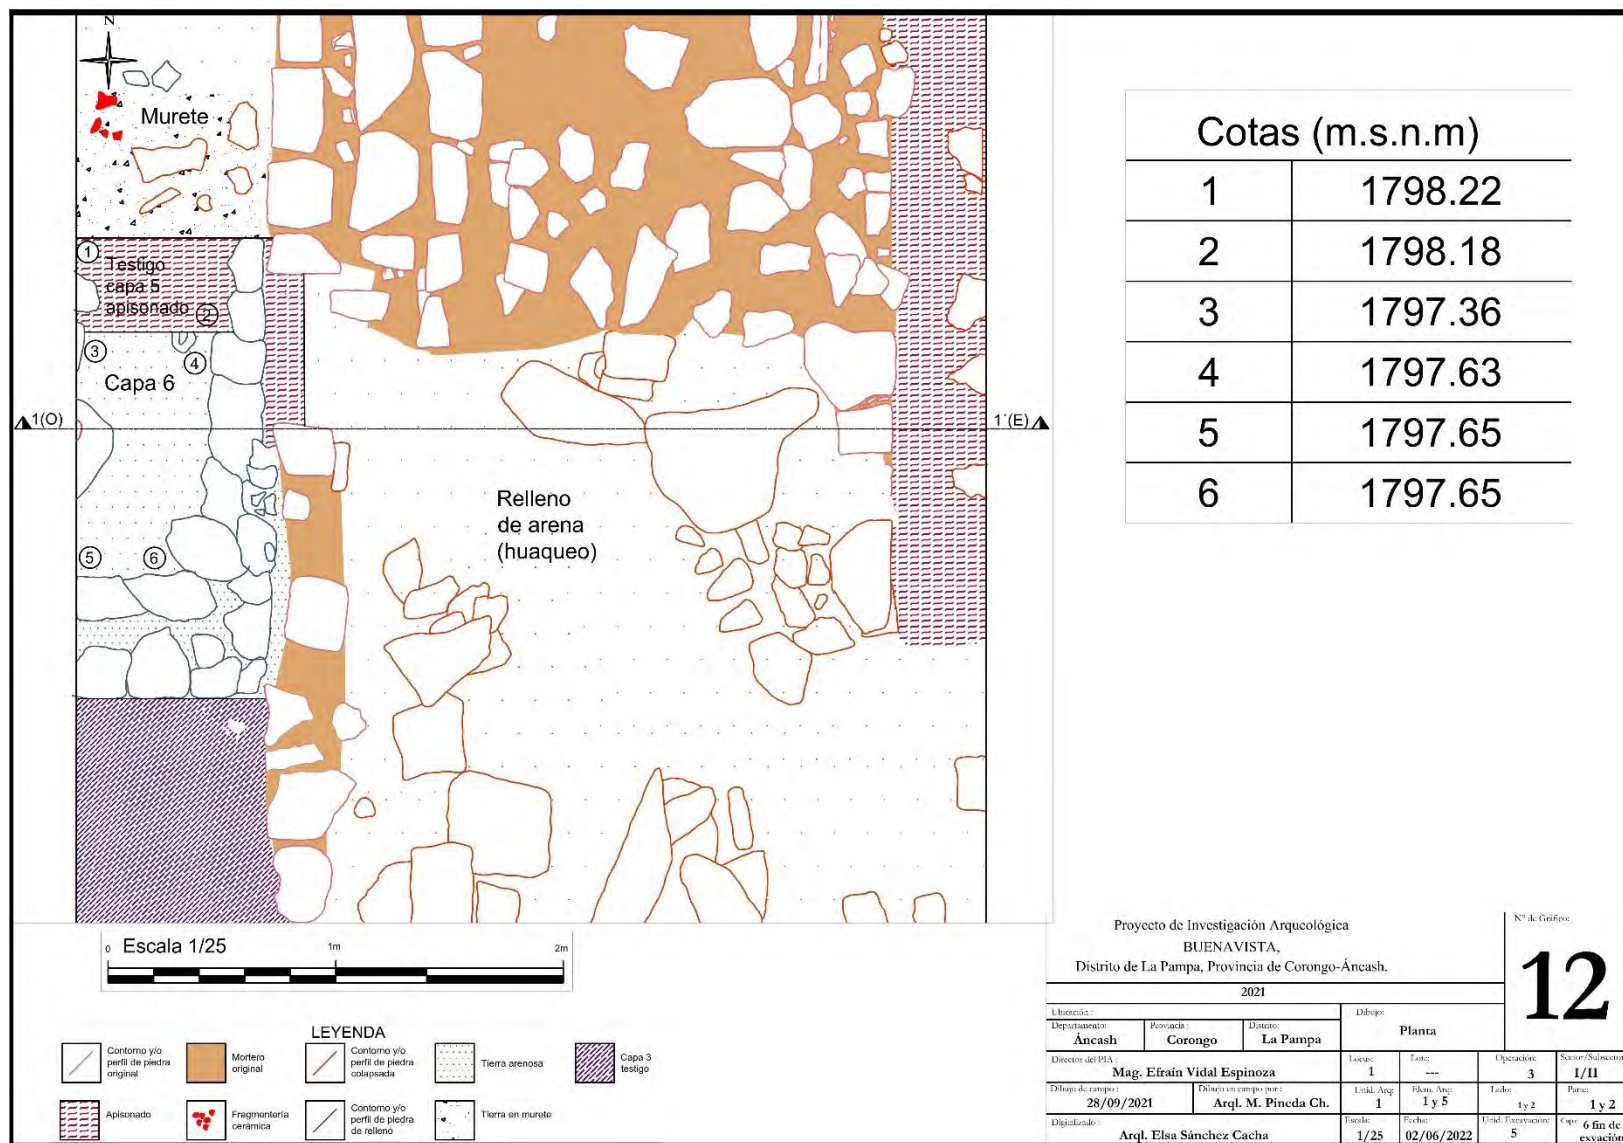 N
Murete
1
Testigo
capa 5
apisonado
2
3
4
Capa 6
1(O)
1´(E)
Relleno
de arena
(huaqueo)
5
6
Cotas (m.s.n.m)
1 1798.22
2 1798.18
3 1797.36
4 1797.63
5 1797.65
6 1797.65
0 Escala 1/25 1m 2m
LEYENDA
Contorno y/o
perfil de piedra
original
Mortero
original
Contorno y/o
perfil de piedra
colapsada
Tierra arenosa
Capa 3
testigo
Apisonado
Fragmentería
cerámica
Contorno y/o
perfil de piedra
de relleno
Tierra en murete
Proyecto de Investigación Arqueológica
BUENAVISTA,
Distrito de La Pampa, Provincia de Corongo-Áncash.
2021
N° de Gráfico:
12
Ubicación :
Departamento: Provincia : Distrito:
Áncash Corongo La Pampa
Dibujo:
Planta
Director del PIA :
Mag. Efraín Vidal Espinoza
Locus: Lote: Operación: Sector/Subsector
1 --- 3 I/II
Dibujo de campo : Dibujo en campo por :
28/09/2021 Arql. M. Pineda Ch.
Unid. Arq: Elem. Arq: Lado: Parte:
1 1 y 5 1 y 2 1 y 2
Digitalizado :
Arql. Elsa Sánchez Cacha
Escala: Fecha: Unid. Excavación: Capa:
1/25 02/06/2022 5 6 fin de
exvación